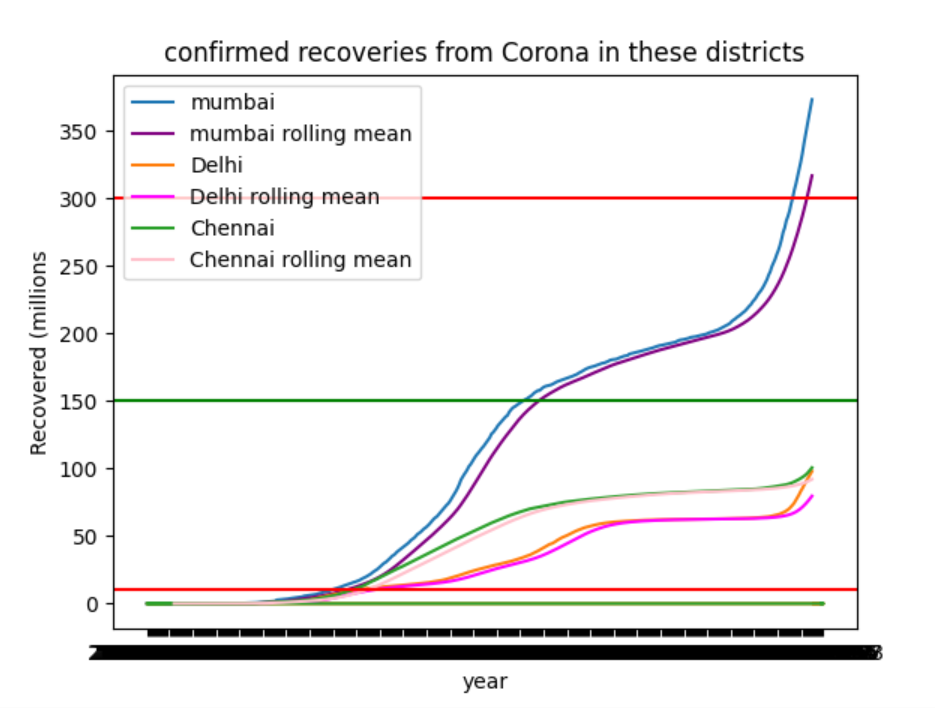 confirmed recoveries from Corona in these districts
mumbai
mumbai rolling mean
Delhi
Delhi rolling mean
Chennai
Chennai rolling mean
350
300
250
200
150
100
50
0
Recovered (millions
year